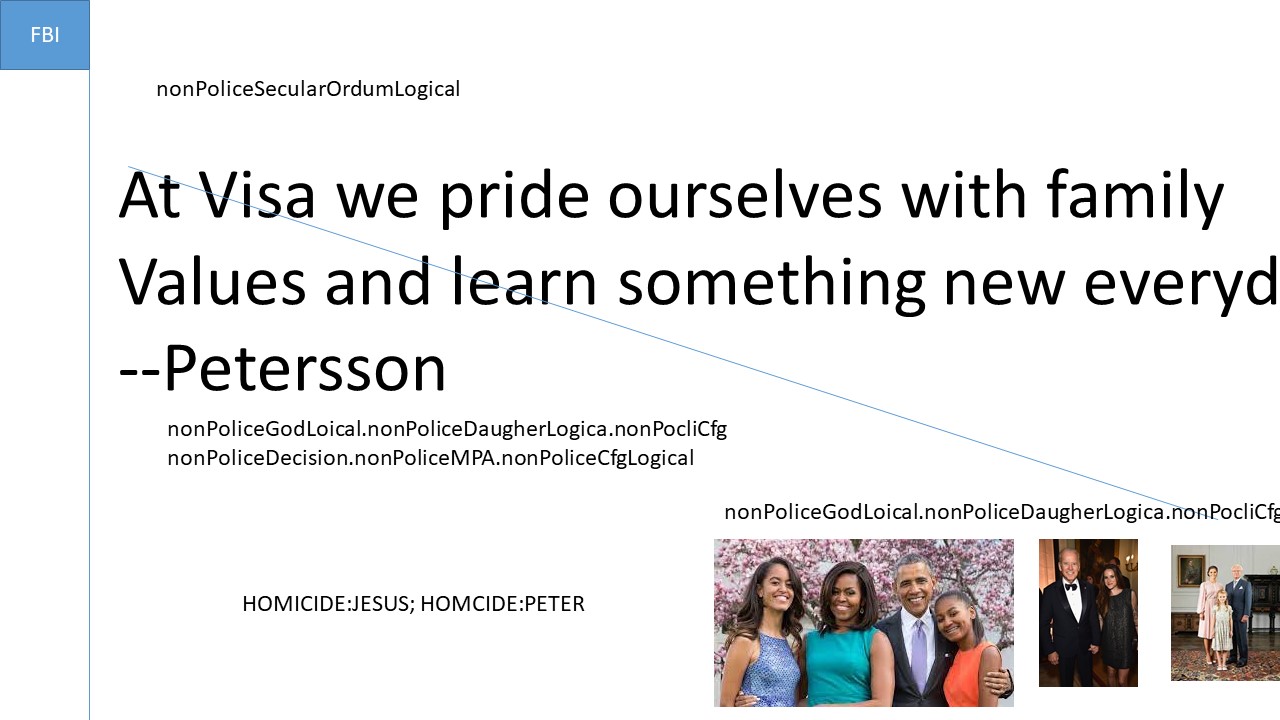 FBI
nonPoliceSecularOrdumLogical
At Visa we pride ourselves with family
Values and learn something new everyd
--Petersson
nonPoliceGodLoical.nonPoliceDaugherLogica.nonPocliCfg
nonPoliceDecision.nonPoliceMPA.nonPoliceCfgLogical
nonPoliceGodLoical.nonPoliceDaugherLogica.nonPocliCfg
HOMICIDE:JESUS; HOMCIDE:PETER